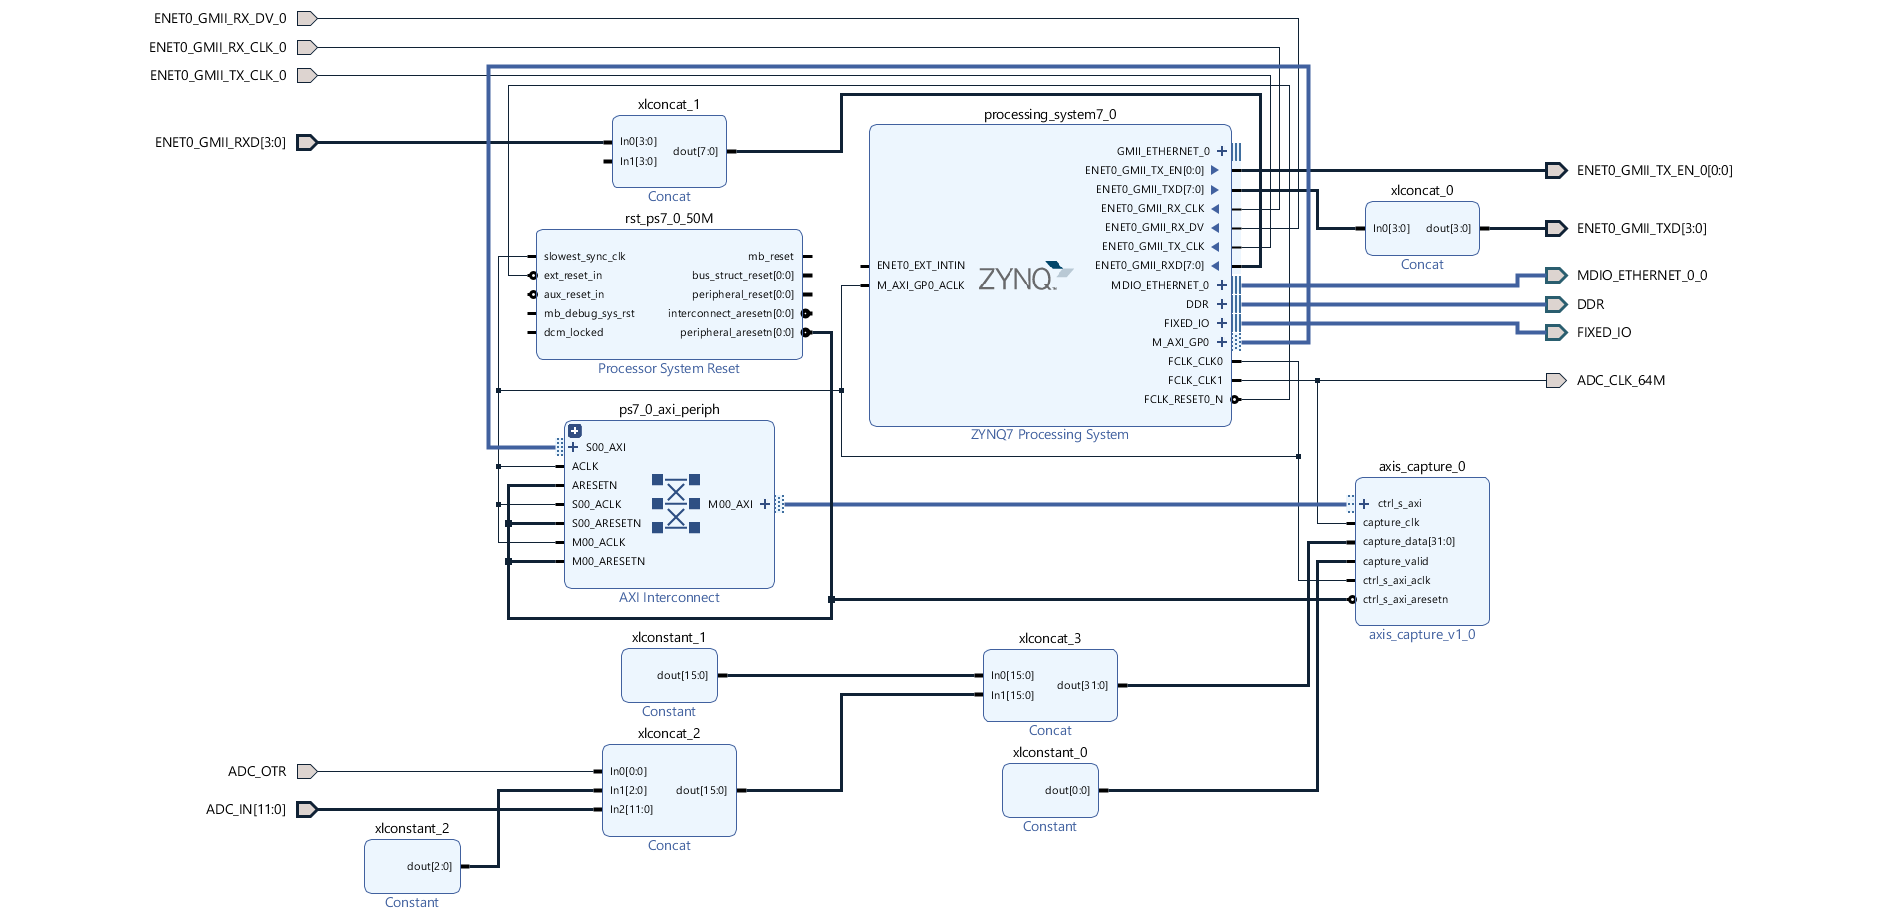 ENET0_GMII_RX_DV_0
ENET0_GMII_RX_CLK_0
ENET0_GMII_TX_CLK_0
ENET0_GMII_RXD[3:0]
xlconcat_1
In0[3:0]
In1[3:0]
dout[7:0]
Concat
rst_ps7_0_50M
slowest_sync_clk
ext_reset_in
aux_reset_in
mb_debug_sys_rst
dcm_locked
mb_reset
bus_struct_reset[0:0]
peripheral_reset[0:0]
interconnect_aresetn[0:0]
peripheral_aresetn[0:0]
Processor System Reset
processing_system7_0
ENET0_EXT_INTIN
M_AXI_GP0_ACLK
ZYNQ
GMII_ETHERNET_0
ENET0_GMII_TX_EN[0:0]
ENET0_GMII_TXD[7:0]
ENET0_GMII_RX_CLK
ENET0_GMII_RX_DV
ENET0_GMII_TX_CLK
ENET0_GMII_RXD[7:0]
MDIO_ETHERNET_0
DDR
FIXED_IO
M_AXI_GP0
FCLK_CLK0
FCLK_CLK1
FCLK_RESET0_N
ZYNQ7 Processing System
xlconcat_0
In0[3:0]
dout[3:0]
Concat
ENET0_GMII_TX_EN_0[0:0]
ENET0_GMII_TXD[3:0]
MDIO_ETHERNET_0_0
DDR
FIXED_IO
ADC_CLK_64M
ps7_0_axi_periph
S00_AXI
ACLK
ARESETN
S00_ACLK
S00_ARESETN
M00_ACLK
M00_ARESETN
M00_AXI
AXI Interconnect
axis_capture_0
ctrl_s_axi
capture_clk
capture_data[31:0]
capture_valid
ctrl_s_axi_aclk
ctrl_s_axi_aresetn
axis_capture_v1_0
xlconstant_1
dout[15:0]
Constant
xlconcat_3
In0[15:0]
In1[15:0]
dout[31:0]
Concat
xlconcat_2
In0[0:0]
In1[2:0]
In2[11:0]
dout[15:0]
Concat
xlconstant_0
dout[0:0]
Constant
ADC_OTR
ADC_IN[11:0]
xlconstant_2
dout[2:0]
Constant